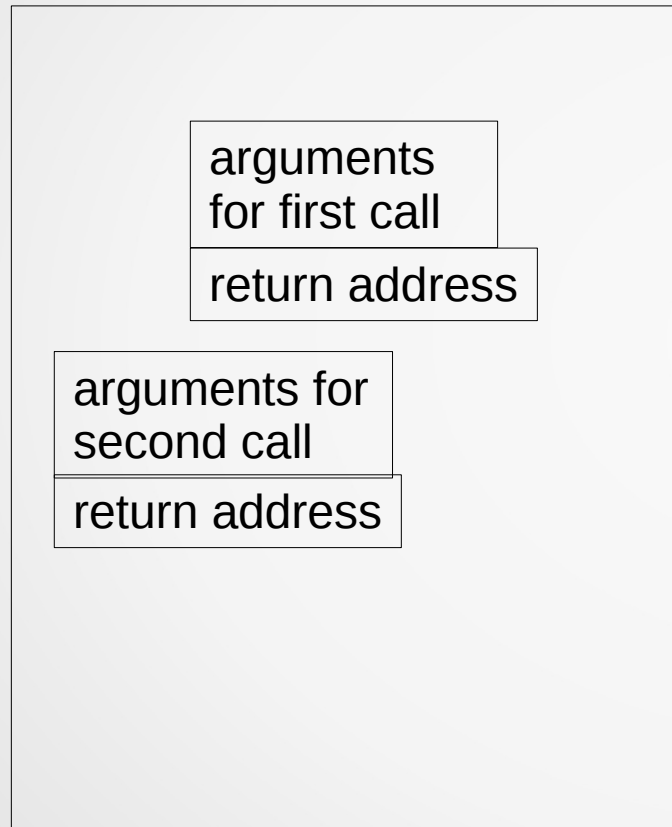 arguments
for first call
return address
arguments for
second call
return address